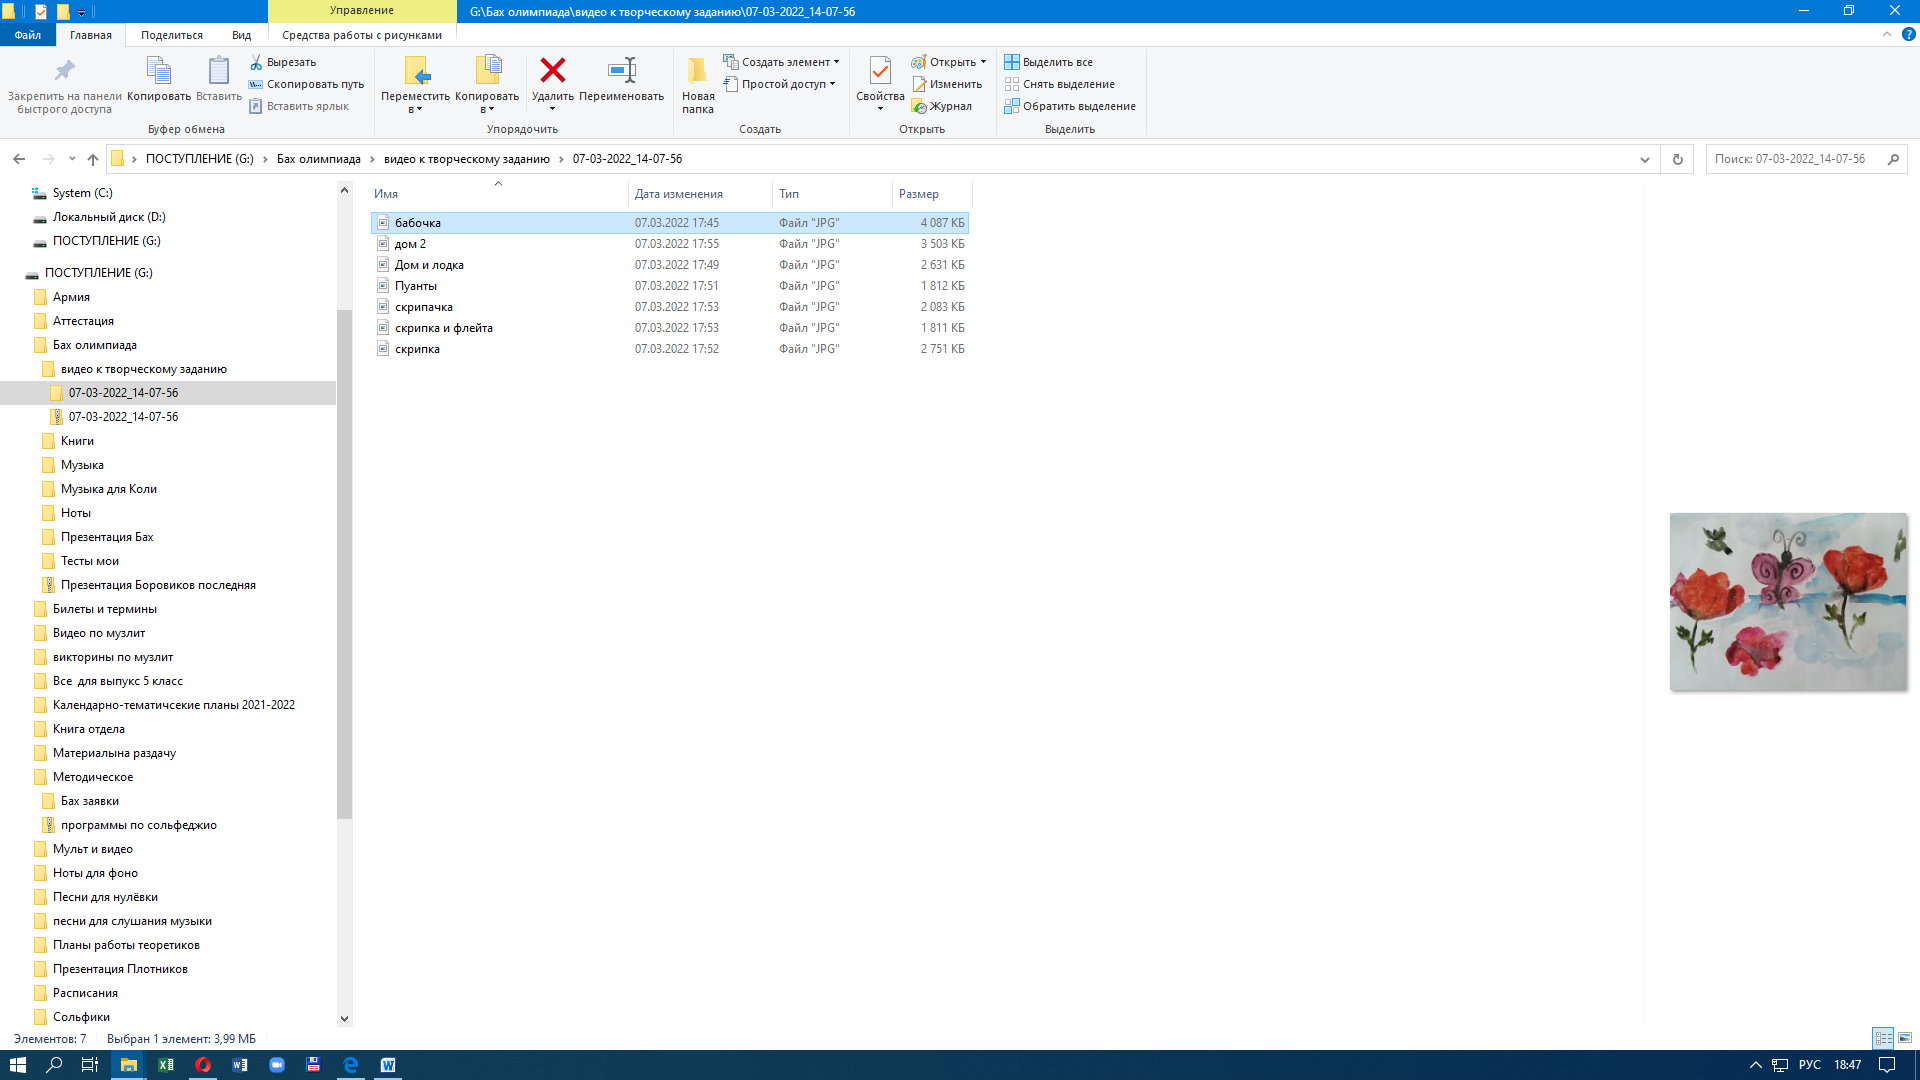 Управление
G:\Бах олимпиада\видео к творческому заданию\07-03-2022_14-07-56
Файл
Главная
Поделиться
Вид
Средства работы с рисунками
Закрепить на панели быстрого доступа
Копировать
Вставить
Вырезать
Скопировать путь
Вставить ярлык
Буфер обмена
Переместить в
Копировать в
Удалить
Переименовать
Упорядочить
Новая папка
Создать элемент
Простой доступ
Создать
Свойства
Открыть
Изменить
Журнал
Открыть
Выделить все
Снять выделение
Обратить выделение
Выделить
ПОСТУПЛЕНИЕ (G:) Бах олимпиада видео к творческому заданию 07-03-2022_14-07-56
Поиск: 07-03-2022_14-07-56
System (C:)
Локальный диск (D:)
ПОСТУПЛЕНИЕ (G:)
ПОСТУПЛЕНИЕ (G:)
Армия
Аттестация
Бах олимпиада
видео к творческому заданию
07-03-2022_14-07-56
07-03-2022_14-07-56
Книги
Музыка
Музыка для Коли
Ноты
Презентация Бах
Тесты мои
Презентация Боровиков последняя
Билеты и термины
Видео по музлит
викторины по музлит
Все  для выпукс 5 класс
Календарно-тематичсекие планы 2021-2022
Книга отдела
Материалына раздачу
Методическое
Бах заявки
программы по сольфеджио
Мульт и видео
Ноты для фоно
Песни для нулёвки
песни для слушания музыки
Планы работы теоретиков
Презентация Плотников
Расписания
Сольфики
Имя Дата изменения Тип Размер
бабочка 07.03.2022 17:45 Файл "JPG" 4 087 КБ
дом 2 07.03.2022 17:55 Файл "JPG" 3 503 КБ
Дом и лодка 07.03.2022 17:49 Файл "JPG" 2 631 КБ
Пуанты 07.03.2022 17:51 Файл "JPG" 1 812 КБ
скрипачка 07.03.2022 17:53 Файл "JPG" 2 083 КБ
скрипка и флейта 07.03.2022 17:53 Файл "JPG" 1 811 КБ
скрипка 07.03.2022 17:52 Файл "JPG" 2 751 КБ
Элементов: 7 Выбран 1 элемент: 3,99 МБ
РУС 18:47